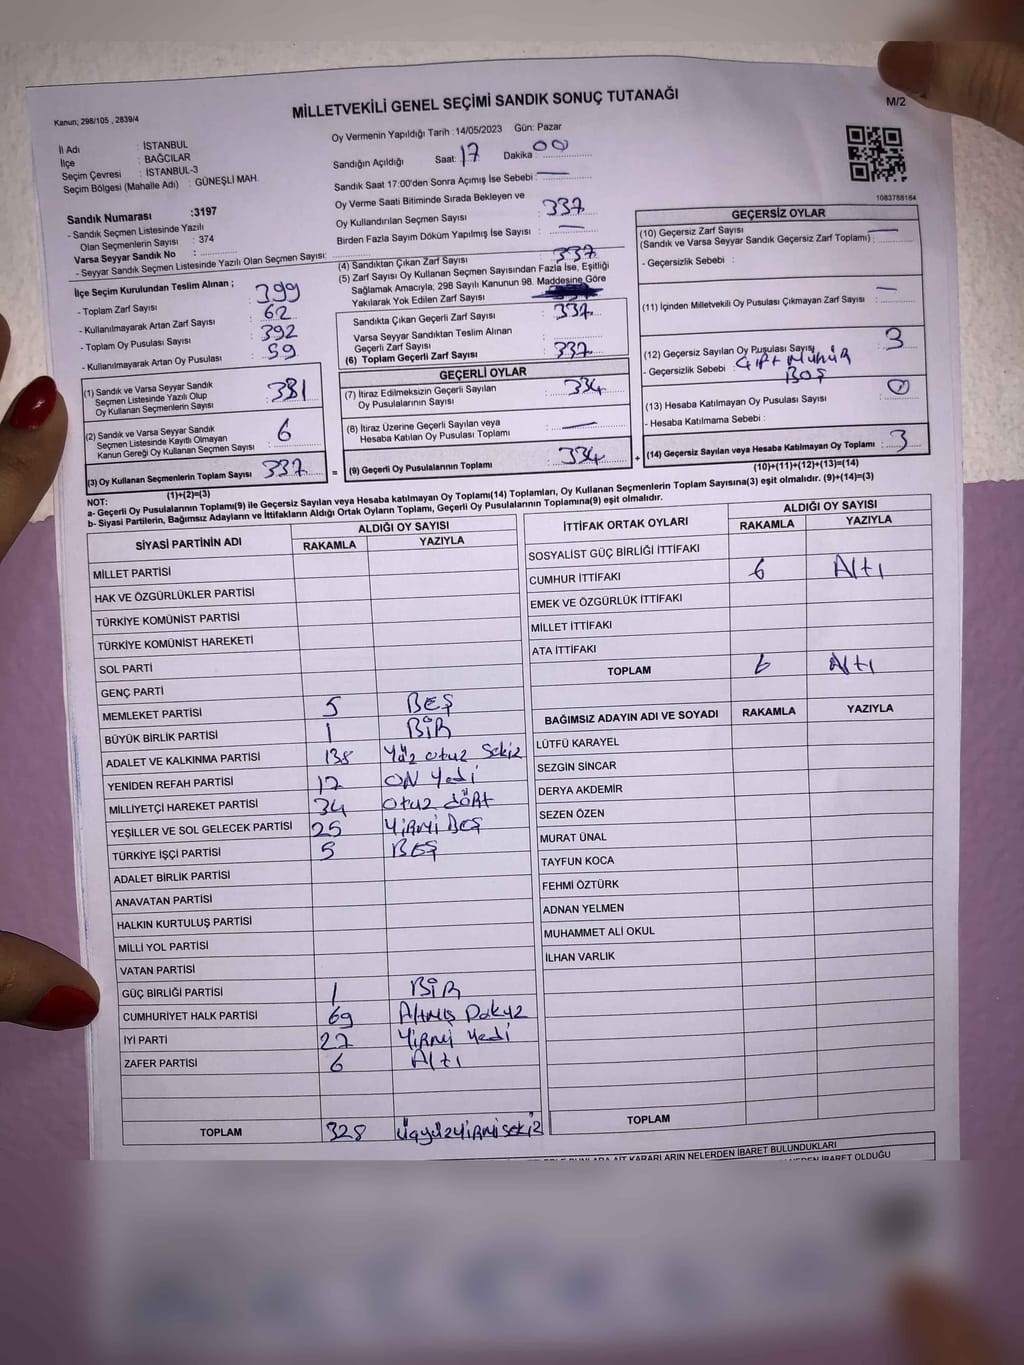 MİLLETVEKİLİ GENEL SEÇİMİ SANDIK SONUÇ TUTANAĞI
M/2
Kanun; 298/105 , 2839/4
İl Adı : İSTANBUL
İlçe : BAĞCILAR
Seçim Çevresi : İSTANBUL-3
Seçim Bölgesi (Mahalle Adı) : GÜNEŞLİ MAH.
Oy Vermenin Yapıldığı Tarih : 14/05/2023 Gün: Pazar
Sandığın Açıldığı Saat: 17 Dakika : 00
Sandık Saat 17:00'den Sonra Açımış İse Sebebi : —
Oy Verme Saati Bitiminde Sırada Bekleyen ve
Oy Kullandırılan Seçmen Sayısı : 337
Birden Fazla Sayım Döküm Yapılmış İse Sayısı : —
1083788184
Sandık Numarası :3197
- Sandık Seçmen Listesinde Yazılı
Olan Seçmenlerin Sayısı : 374
Varsa Seyyar Sandık No :
- Seyyar Sandık Seçmen Listesinde Yazılı Olan Seçmen Sayısı:
İlçe Seçim Kurulundan Teslim Alınan ;
- Toplam Zarf Sayısı : 399
- Kullanılmayarak Artan Zarf Sayısı : 62
- Toplam Oy Pusulası Sayısı : 392
- Kullanılmayarak Artan Oy Pusulası : 59
(1) Sandık ve Varsa Seyyar Sandık
Seçmen Listesinde Yazılı Olup
Oy Kullanan Seçmenlerin Sayısı : 331
(2) Sandık ve Varsa Seyyar Sandık
Seçmen Listesinde Kayıtlı Olmayan
Kanun Gereği Oy Kullanan Seçmen Sayısı : 6
(3) Oy Kullanan Seçmenlerin Toplam Sayısı 337
(1)+(2)=(3)
(4) Sandıktan Çıkan Zarf Sayısı : 337
(5) Zarf Sayısı Oy Kullanan Seçmen Sayısından Fazla İse, Eşitliği
Sağlamak Amacıyla; 298 Sayılı Kanunun 98. Maddesine Göre
Yakılarak Yok Edilen Zarf Sayısı
Sandıkta Çıkan Geçerli Zarf Sayısı : 337
Varsa Seyyar Sandıktan Teslim Alınan
Geçerli Zarf Sayısı :
(6) Toplam Geçerli Zarf Sayısı : 337
GEÇERLİ OYLAR
(7) İtiraz Edilmeksizin Geçerli Sayılan
Oy Pusulalarının Sayısı : 334
(8) İtiraz Üzerine Geçerli Sayılan veya
Hesaba Katılan Oy Pusulası Toplamı : —
= (9) Geçerli Oy Pusulalarının Toplamı : 334 +
GEÇERSİZ OYLAR
(10) Geçersiz Zarf Sayısı —
(Sandık ve Varsa Seyyar Sandık Geçersiz Zarf Toplamı) :
- Geçersizlik Sebebi :
(11) İçinden Milletvekili Oy Pusulası Çıkmayan Zarf Sayısı : —
(12) Geçersiz Sayılan Oy Pusulası Sayısı : 3
- Geçersizlik Sebebi : Çift Mühür
BOŞ
(13) Hesaba Katılmayan Oy Pusulası Sayısı : 0
- Hesaba Katılmama Sebebi :
(14) Geçersiz Sayılan veya Hesaba Katılmayan Oy Toplamı : 3
(10)+(11)+(12)+(13)=(14)
NOT:
a- Geçerli Oy Pusulalarının Toplamı(9) ile Geçersiz Sayılan veya Hesaba katılmayan Oy Toplamı(14) Toplamları, Oy Kullanan Seçmenlerin Toplam Sayısına(3) eşit olmalıdır. (9)+(14)=(3)
b- Siyasi Partilerin, Bağımsız Adayların ve İttifakların Aldığı Ortak Oyların Toplamı, Geçerli Oy Pusulalarının Toplamına(9) eşit olmalıdır.
SİYASİ PARTİNİN ADI ALDIĞI OY SAYISI
RAKAMLA YAZIYLA
MİLLET PARTİSİ
HAK VE ÖZGÜRLÜKLER PARTİSİ
TÜRKİYE KOMÜNİST PARTİSİ
TÜRKİYE KOMÜNİST HAREKETİ
SOL PARTİ
GENÇ PARTİ
MEMLEKET PARTİSİ 5 BEŞ
BÜYÜK BİRLİK PARTİSİ 1 BİR
ADALET VE KALKINMA PARTİSİ 138 Yüz otuz Sekiz
YENİDEN REFAH PARTİSİ 17 ON Yedi
MİLLİYETÇİ HAREKET PARTİSİ 34 Otuz dört
YEŞİLLER VE SOL GELECEK PARTİSİ 25 YİRMİ BEŞ
TÜRKİYE İŞÇİ PARTİSİ 5 BEŞ
ADALET BİRLİK PARTİSİ
ANAVATAN PARTİSİ
HALKIN KURTULUŞ PARTİSİ
MİLLİ YOL PARTİSİ
VATAN PARTİSİ
GÜÇ BİRLİĞİ PARTİSİ 1 BİR
CUMHURİYET HALK PARTİSİ 69 Altmış Dokuz
İYİ PARTİ 27 YİRMİ Yedi
ZAFER PARTİSİ 6 Altı
TOPLAM 328 Üçyüzyirmisekiz
İTTİFAK ORTAK OYLARI ALDIĞI OY SAYISI
RAKAMLA YAZIYLA
SOSYALİST GÜÇ BİRLİĞİ İTTİFAKI
CUMHUR İTTİFAKI 6 Altı
EMEK VE ÖZGÜRLÜK İTTİFAKI
MİLLET İTTİFAKI
ATA İTTİFAKI
TOPLAM 6 Altı
BAĞIMSIZ ADAYIN ADI VE SOYADI RAKAMLA YAZIYLA
LÜTFÜ KARAYEL
SEZGİN SİNCAR
DERYA AKDEMİR
SEZEN ÖZEN
MURAT ÜNAL
TAYFUN KOCA
FEHMİ ÖZTÜRK
ADNAN YELMEN
MUHAMMET ALİ OKUL
İLHAN VARLIK
TOPLAM
KARARLARIN NELERDEN İBARET BULUNDUKLARI
İBARET OLDUĞU